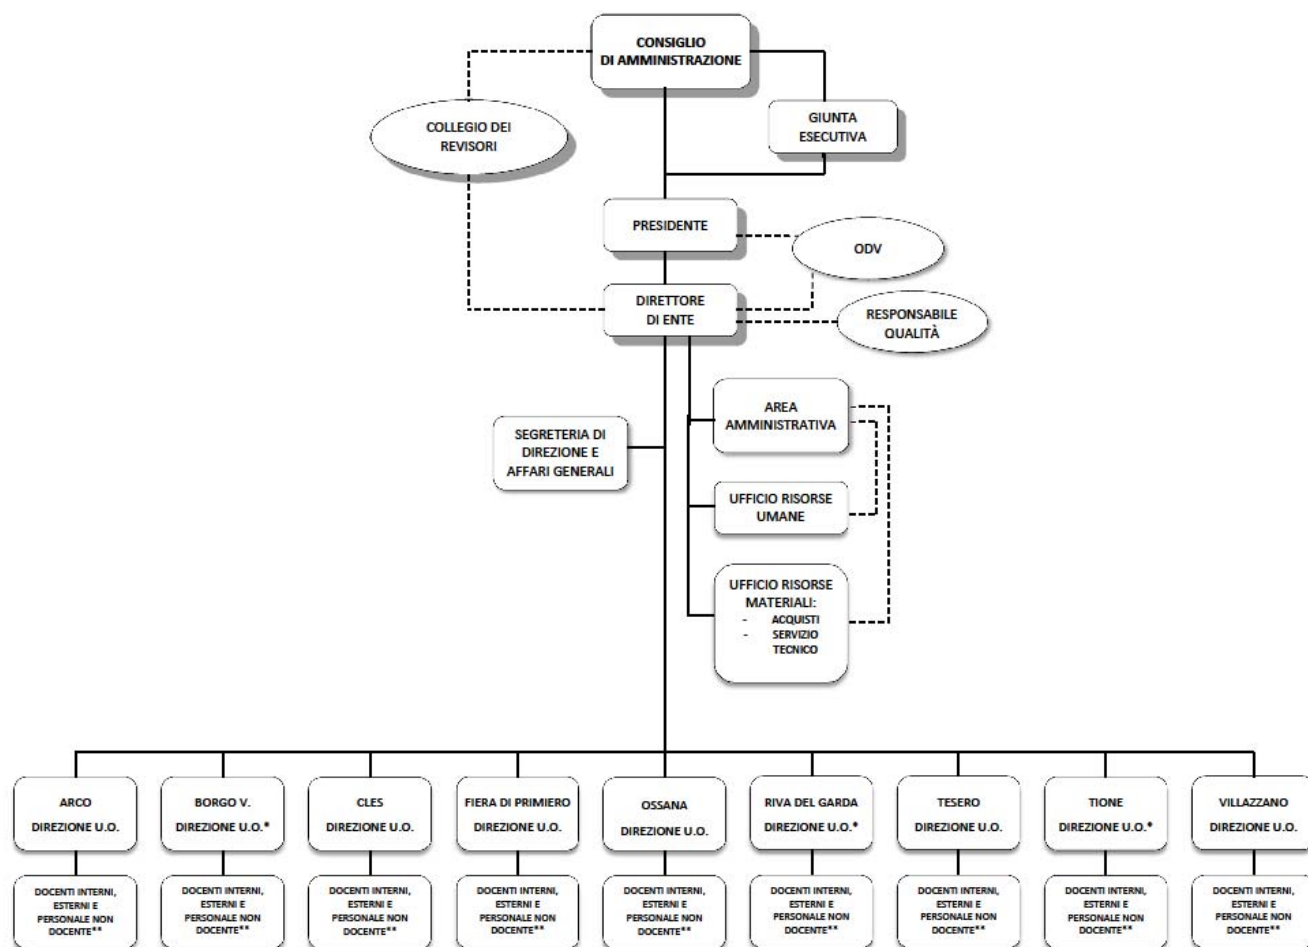 CONSIGLIO
DI AMMINISTRAZIONE
GIUNTA
ESECUTIVA
COLLEGIO DEI
REVISORI
PRESIDENTE
ODV
DIRETTORE
DI ENTE
RESPONSABILE
QUALITÀ
AREA
AMMINISTRATIVA
SEGRETERIA DI
DIREZIONE E
AFFARI GENERALI
UFFICIO RISORSE
UMANE
UFFICIO RISORSE
MATERIALI:
- ACQUISTI
- SERVIZIO
TECNICO
ARCO
DIREZIONE U.O.
BORGO V.
DIREZIONE U.O.*
CLES
DIREZIONE U.O.
FIERA DI PRIMIERO
DIREZIONE U.O.
OSSANA
DIREZIONE U.O.
RIVA DEL GARDA
DIREZIONE U.O.*
TESERO
DIREZIONE U.O.
TIONE
DIREZIONE U.O.*
VILLAZZANO
DIREZIONE U.O.
DOCENTI INTERNI,
ESTERNI E
PERSONALE NON
DOCENTE**
DOCENTI INTERNI,
ESTERNI E
PERSONALE NON
DOCENTE**
DOCENTI INTERNI,
ESTERNI E
PERSONALE NON
DOCENTE**
DOCENTI INTERNI,
ESTERNI E
PERSONALE NON
DOCENTE**
DOCENTI INTERNI,
ESTERNI E
PERSONALE NON
DOCENTE**
DOCENTI INTERNI,
ESTERNI E
PERSONALE NON
DOCENTE**
DOCENTI INTERNI,
ESTERNI E
PERSONALE NON
DOCENTE**
DOCENTI INTERNI,
ESTERNI E
PERSONALE NON
DOCENTE**
DOCENTI INTERNI,
ESTERNI E
PERSONALE NON
DOCENTE**